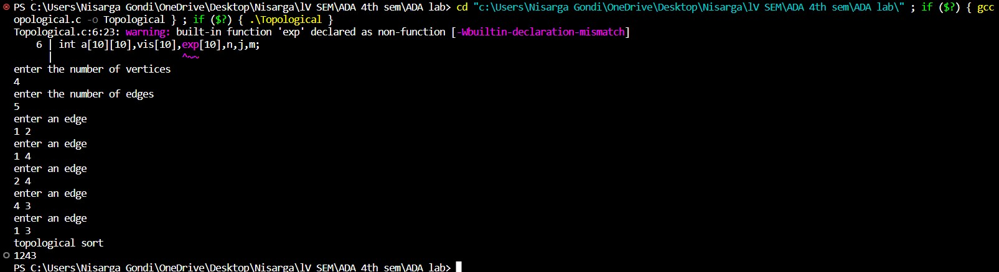 PS C:\Users\Nisarga Gondi\OneDrive\Desktop\Nisarga\lV SEM\ADA 4th sem\ADA lab> cd "c:\Users\Nisarga Gondi\OneDrive\Desktop\Nisarga\lV SEM\ADA 4th sem\ADA lab\" ; if ($?) { gcc
opological.c -o Topological } ; if ($?) { .\Topological }
Topological.c:6:23: warning: built-in function 'exp' declared as non-function [-Wbuiltin-declaration-mismatch]
6 | int a[10][10],vis[10],exp[10],n,j,m;
| ^~~
enter the number of vertices
4
enter the number of edges
5
enter an edge
1 2
enter an edge
1 4
enter an edge
2 4
enter an edge
4 3
enter an edge
1 3
topological sort
1243
PS C:\Users\Nisarga Gondi\OneDrive\Desktop\Nisarga\lV SEM\ADA 4th sem\ADA lab>